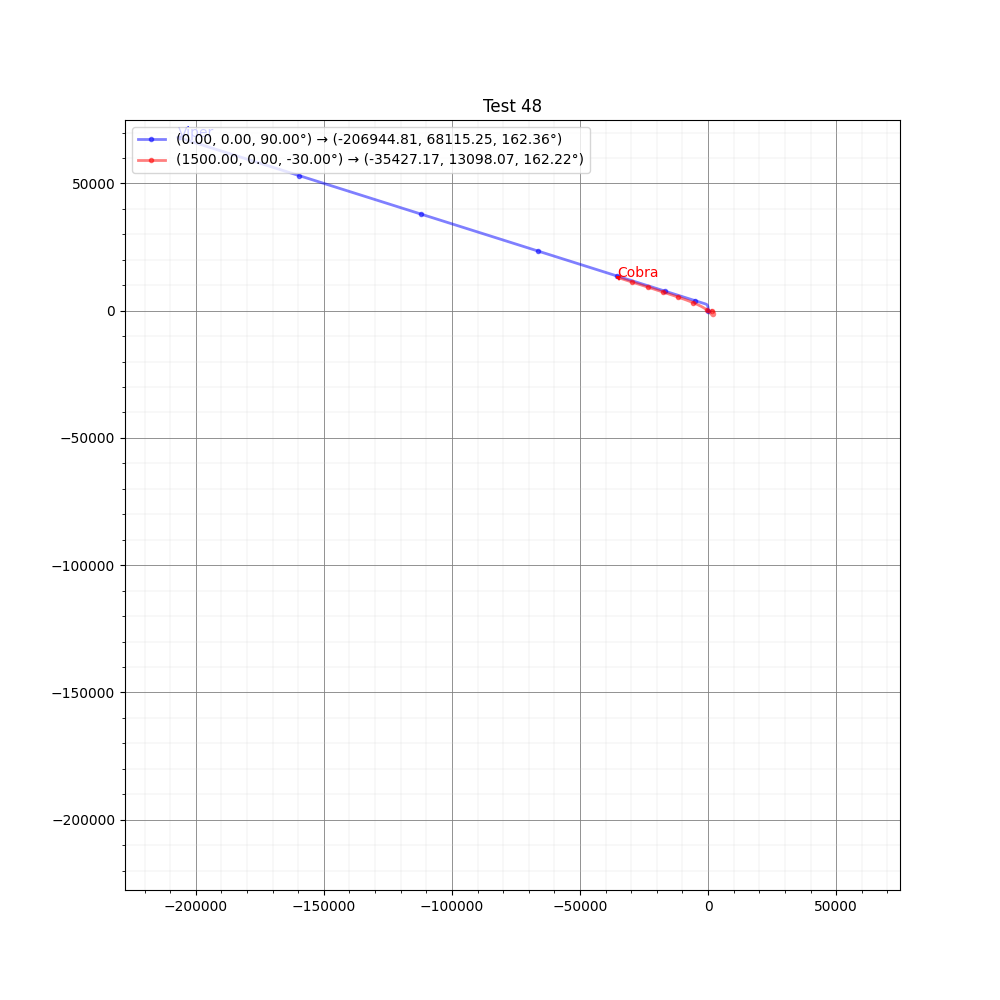 Test 48
Viper
(0.00, 0.00, 90.00°) → (-206944.81, 68115.25, 162.36°)
(1500.00, 0.00, -30.00°) → (-35427.17, 13098.07, 162.22°)
Cobra
50000
0
−50000
−100000
−150000
−200000
−200000 −150000 −100000 −50000 0 50000